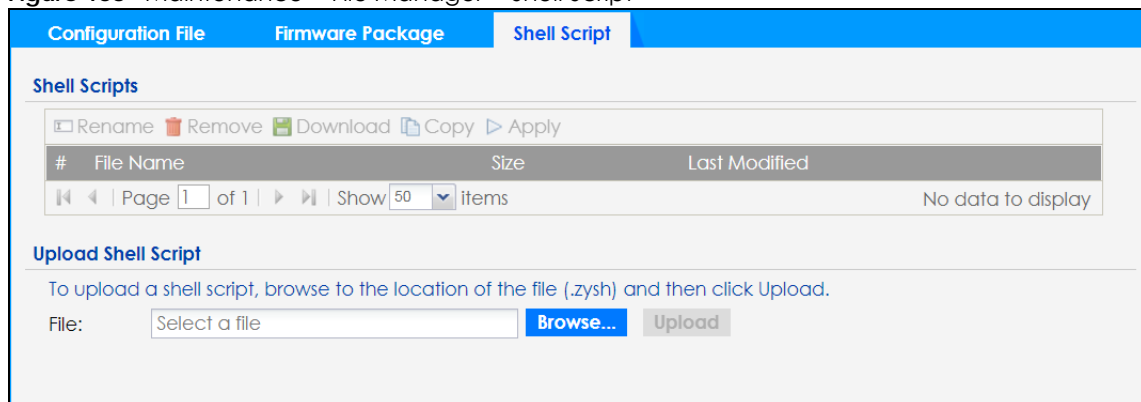 Configuration File Firmware Package Shell Script
Shell Scripts
Rename Remove Download Copy Apply
# File Name Size Last Modified
Page 1 of 1 Show 50 items No data to display
Upload Shell Script
To upload a shell script, browse to the location of the file (.zysh) and then click Upload.
File: Select a file Browse... Upload